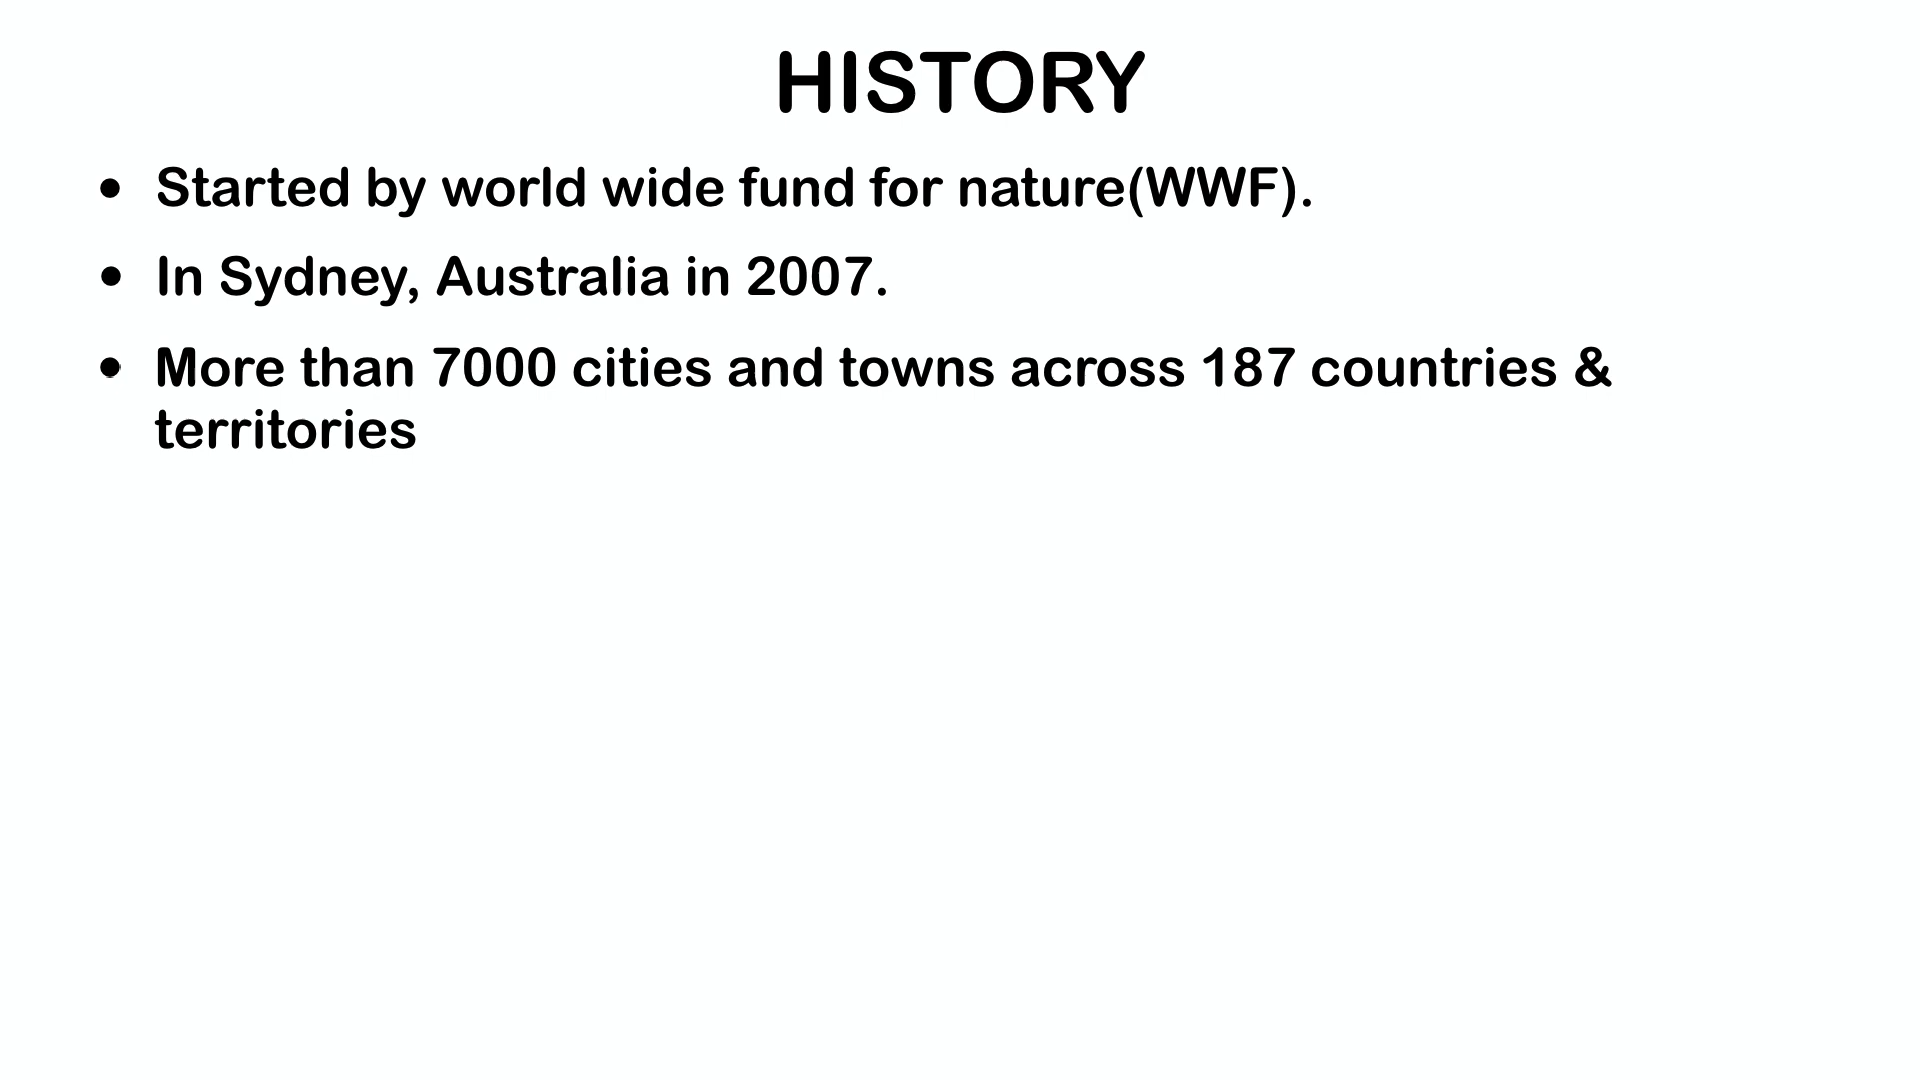 HISTORY
• Started by world wide fund for nature(WWF).
• In Sydney, Australia in 2007.
• More than 7000 cities and towns across 187 countries &
territories